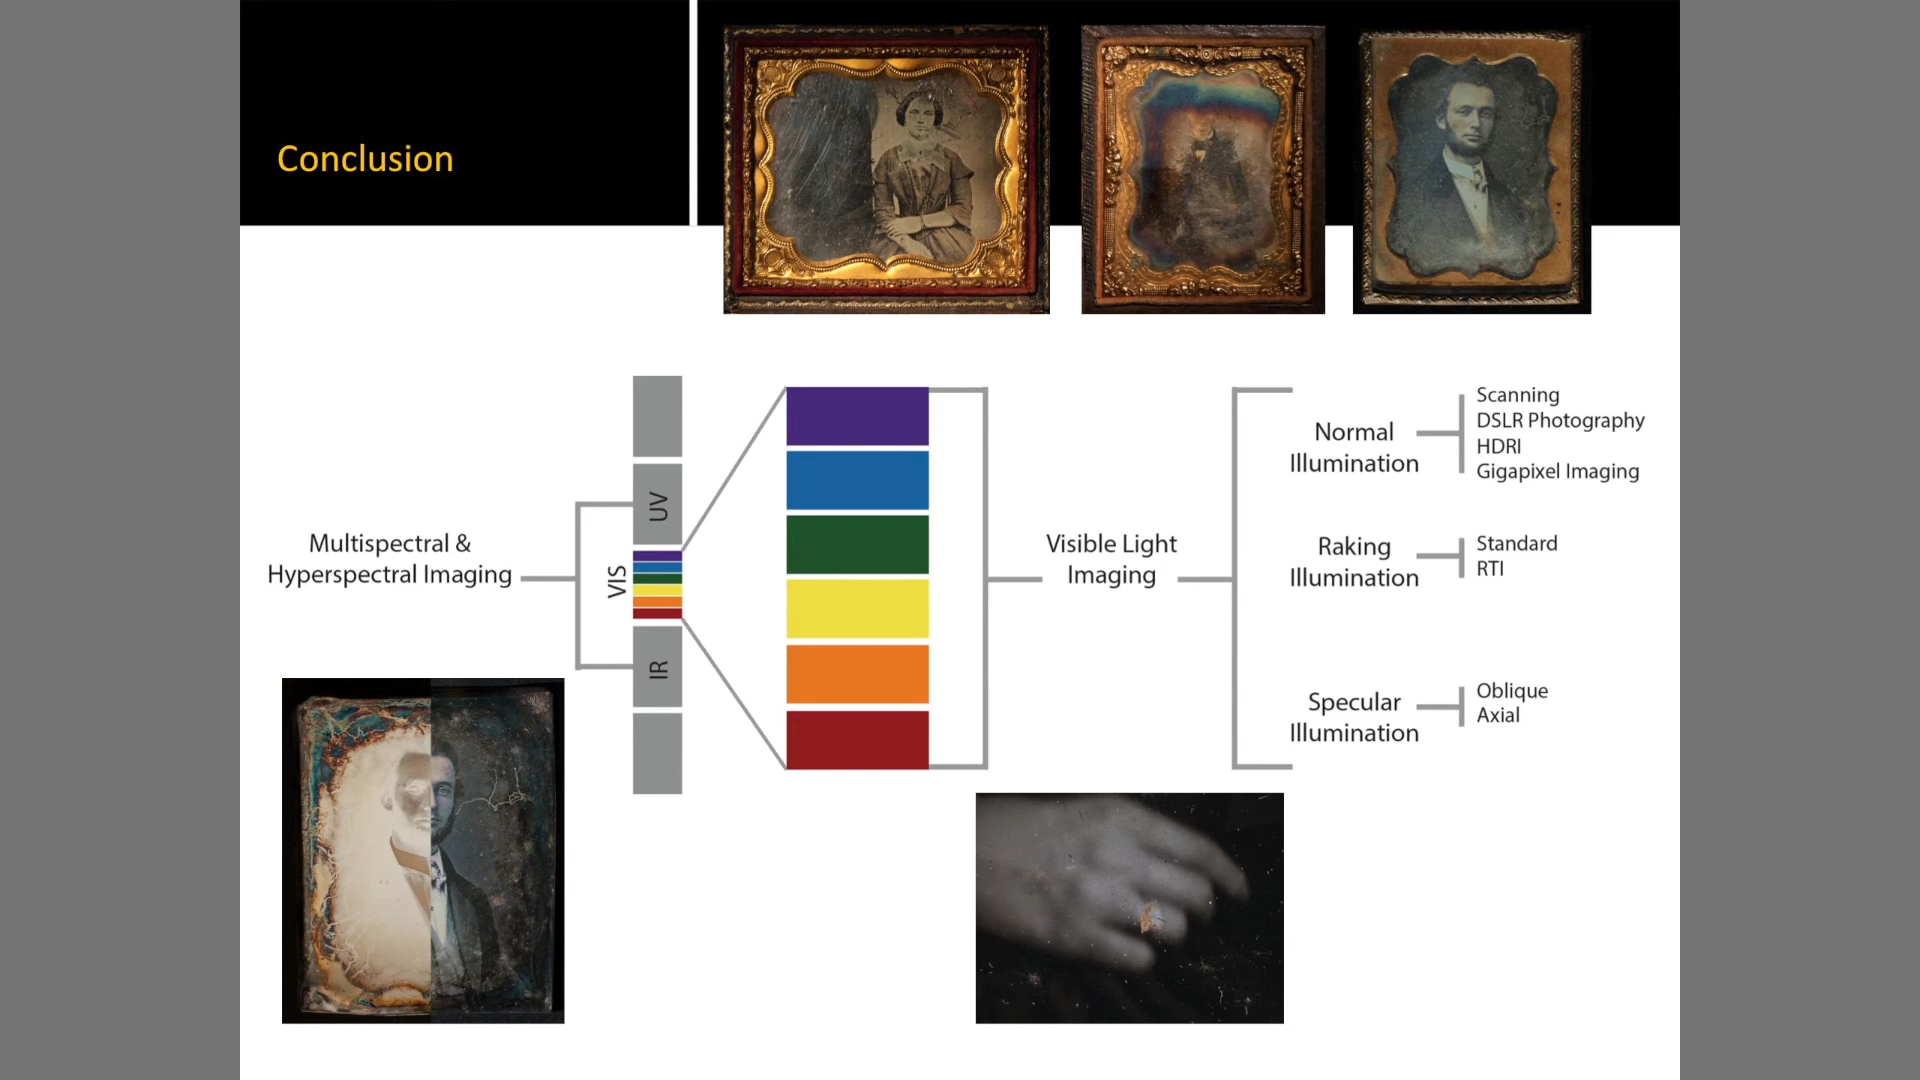 Conclusion
Multispectral &
Hyperspectral Imaging
UV
VIS
IR
Visible Light
Imaging
Normal
Illumination
Scanning
DSLR Photography
HDRI
Gigapixel Imaging
Raking
Illumination
Standard
RTI
Specular
Illumination
Oblique
Axial